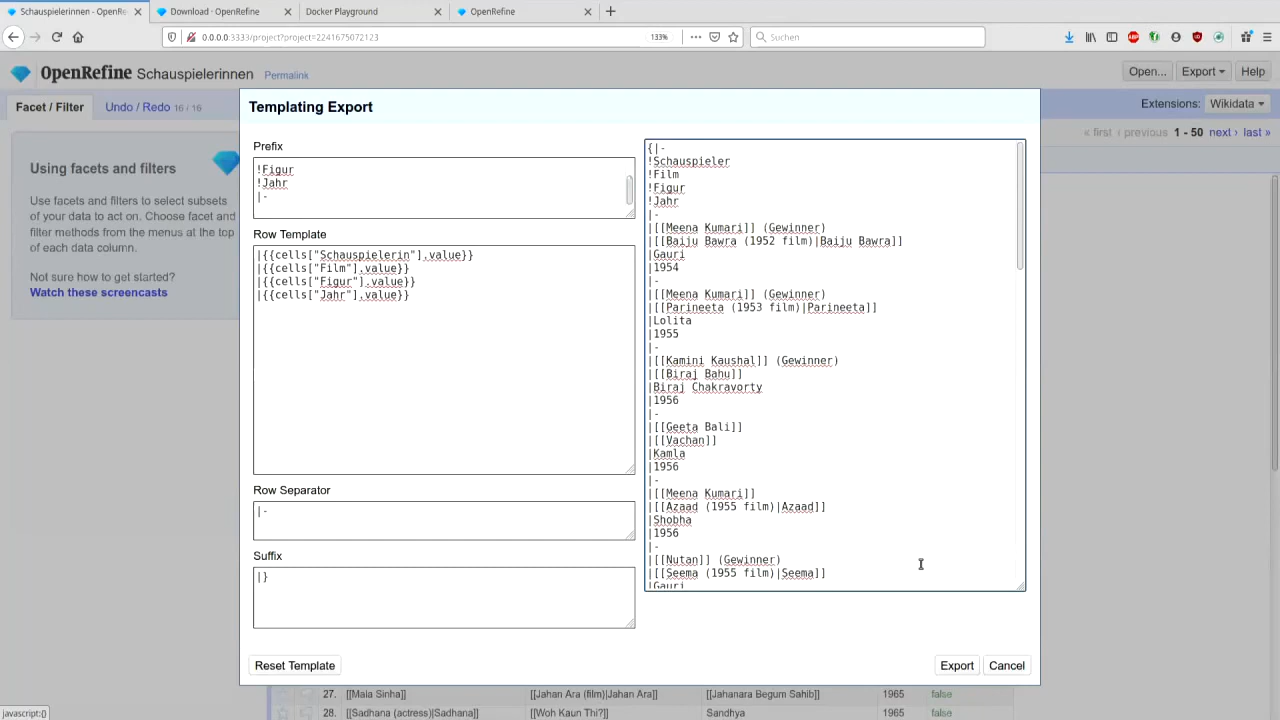 Schauspielerinnen - OpenRe
Download - OpenRefine
Docker Playground
OpenRefine
0.0.0.0:3333/project?project=2241675072123
133%
Suchen
OpenRefine Schauspielerinnen Permalink
Open...
Export
Help
Facet / Filter
Undo / Redo 16 / 16
Extensions:
Wikidata
« first ‹ previous 1 - 50 next › last »
Using facets and filters
Use facets and filters to select subsets
of your data to act on. Choose facet and
filter methods from the menus at the top
of each data column.
Not sure how to get started?
Watch these screencasts
Templating Export
Prefix
!Figur
!Jahr
|-
Row Template
|{{cells["Schauspielerin"].value}}
|{{cells["Film"].value}}
|{{cells["Figur"].value}}
|{{cells["Jahr"].value}}
Row Separator
|-
Suffix
|}
{|-
!Schauspieler
!Film
!Figur
!Jahr
|-
|[[Meena Kumari]] (Gewinner)
|[[Baiju Bawra (1952 film)|Baiju Bawra]]
|Gauri
|1954
|-
|[[Meena Kumari]] (Gewinner)
|[[Parineeta (1953 film)|Parineeta]]
|Lolita
|1955
|-
|[[Kamini Kaushal]] (Gewinner)
|[[Biraj Bahu]]
|Biraj Chakravorty
|1956
|-
|[[Geeta Bali]]
|[[Vachan]]
|Kamla
|1956
|-
|[[Meena Kumari]]
|[[Azaad (1955 film)|Azaad]]
|Shobha
|1956
|-
|[[Nutan]] (Gewinner)
|[[Seema (1955 film)|Seema]]
|Gauri
Reset Template
Export
Cancel
27. [[Mala Sinha]] [[Jahan Ara (film)|Jahan Ara]] [[Jahanara Begum Sahib]] 1965 false
28. [[Sadhana (actress)|Sadhana]] [[Woh Kaun Thi?]] Sandhya 1965 false
javascript:{}